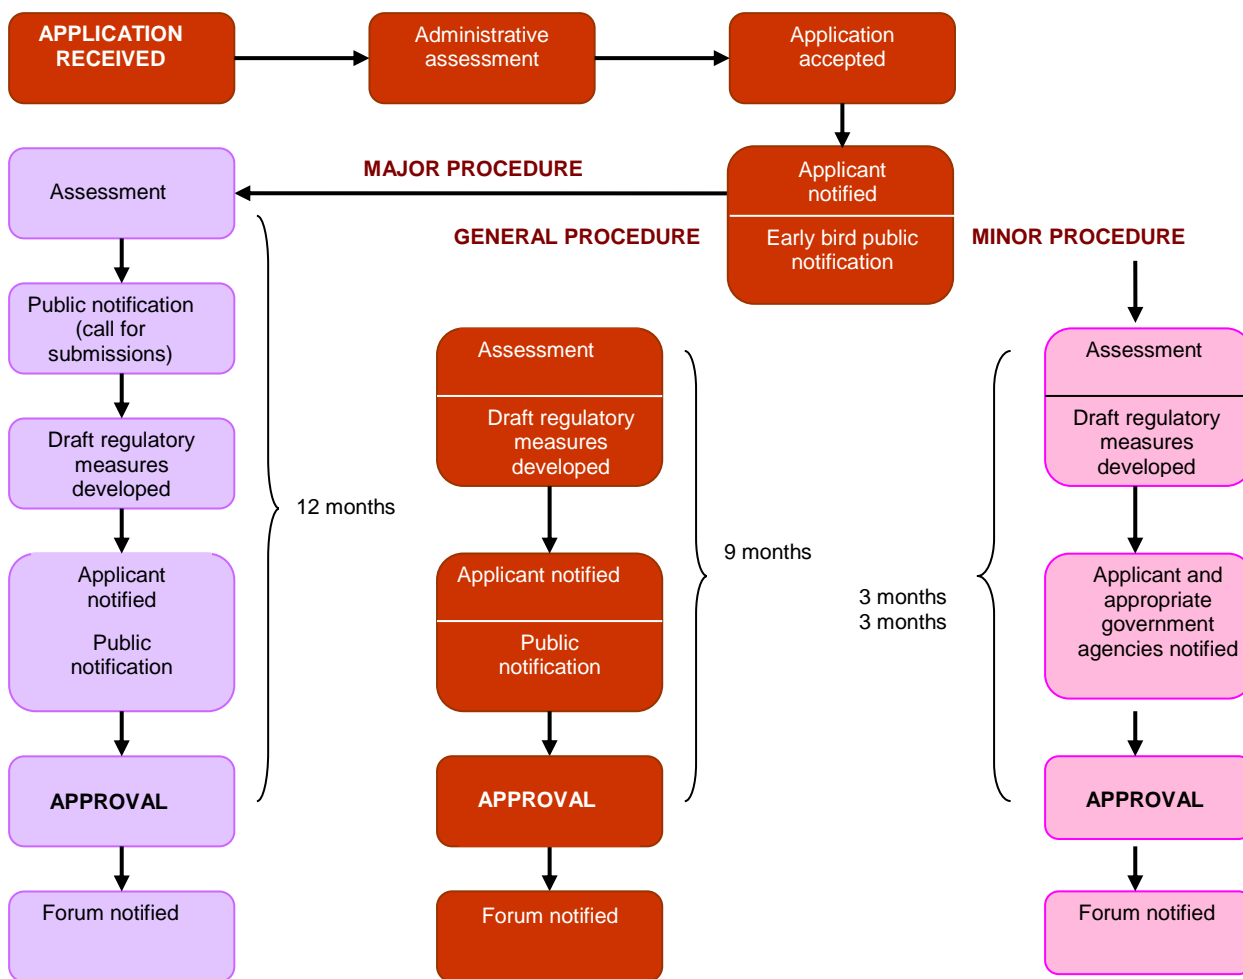 APPLICATION
RECEIVED
Administrative
assessment
Application
accepted
Applicant
notified
Early bird public
notification
MAJOR PROCEDURE
GENERAL PROCEDURE
MINOR PROCEDURE
Assessment
Public notification
(call for
submissions)
Draft regulatory
measures
developed
Applicant
notified
Public
notification
APPROVAL
Forum notified
12 months
Assessment
Draft regulatory
measures
developed
Applicant notified
Public
notification
APPROVAL
Forum notified
9 months
3 months
3 months
Assessment
Draft regulatory
measures
developed
Applicant and
appropriate
government
agencies notified
APPROVAL
Forum notified